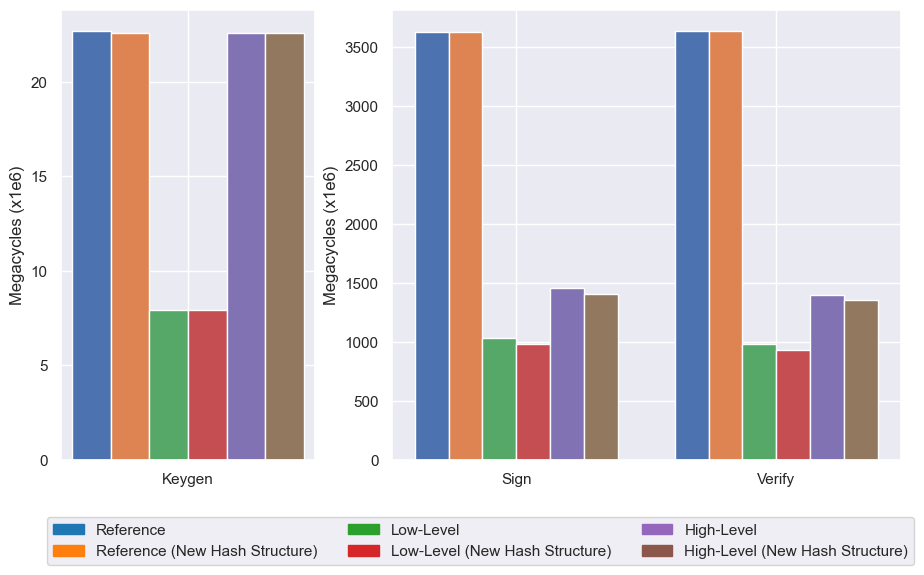 Megacycles (x1e6)
20
15
10
5
0
Keygen
Megacycles (x1e6)
3500
3000
2500
2000
1500
1000
500
0
Sign
Verify
Reference
Low-Level
High-Level
Reference (New Hash Structure)
Low-Level (New Hash Structure)
High-Level (New Hash Structure)